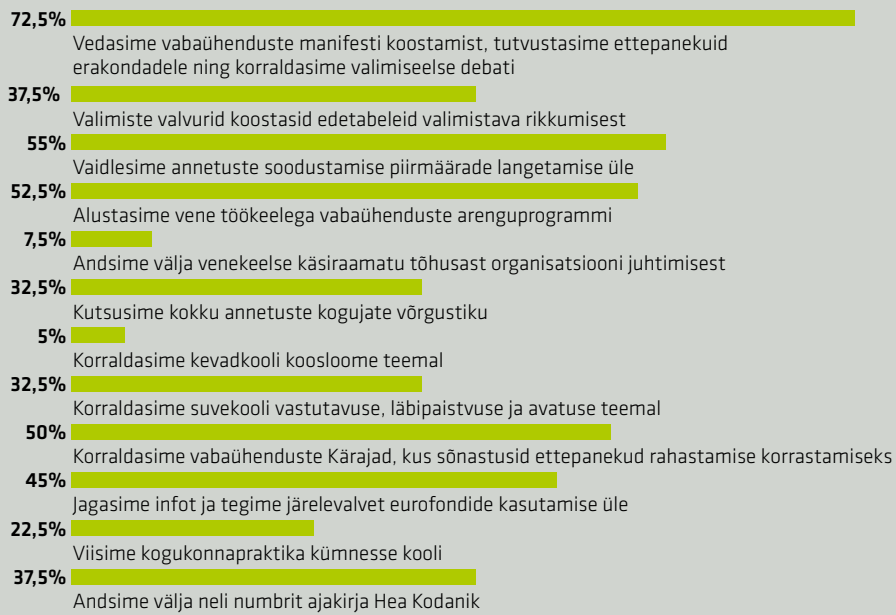 72,5%
Vedasime vabaühenduste manifesti koostamist, tutvustasime ettepanekuid
erakondadele ning korraldasime valimiseelse debati
37,5%
Valimiste valvurid koostasid edetabeleid valimistava rikkumisest
55%
Vaidlesime annetuste soodustamise piirmäärade langetamise üle
52,5%
Alustasime vene töökeelega vabaühenduste arenguprogrammi
7,5%
Andsime välja venekeelse käsiraamatu tõhusast organisatsiooni juhtimisest
32,5%
Kutsusime kokku annetuste kogujate võrgustiku
5%
Korraldasime kevadkooli koosloome teemal
32,5%
Korraldasime suvekooli vastutavuse, läbipaistvuse ja avatuse teemal
50%
Korraldasime vabaühenduste Kärajad, kus sõnastusid ettepanekud rahastamise korrastamiseks
45%
Jagasime infot ja tegime järelevalvet eurofondide kasutamise üle
22,5%
Viisime kogukonnapraktika kümnesse kooli
37,5%
Andsime välja neli numbrit ajakirja Hea Kodanik